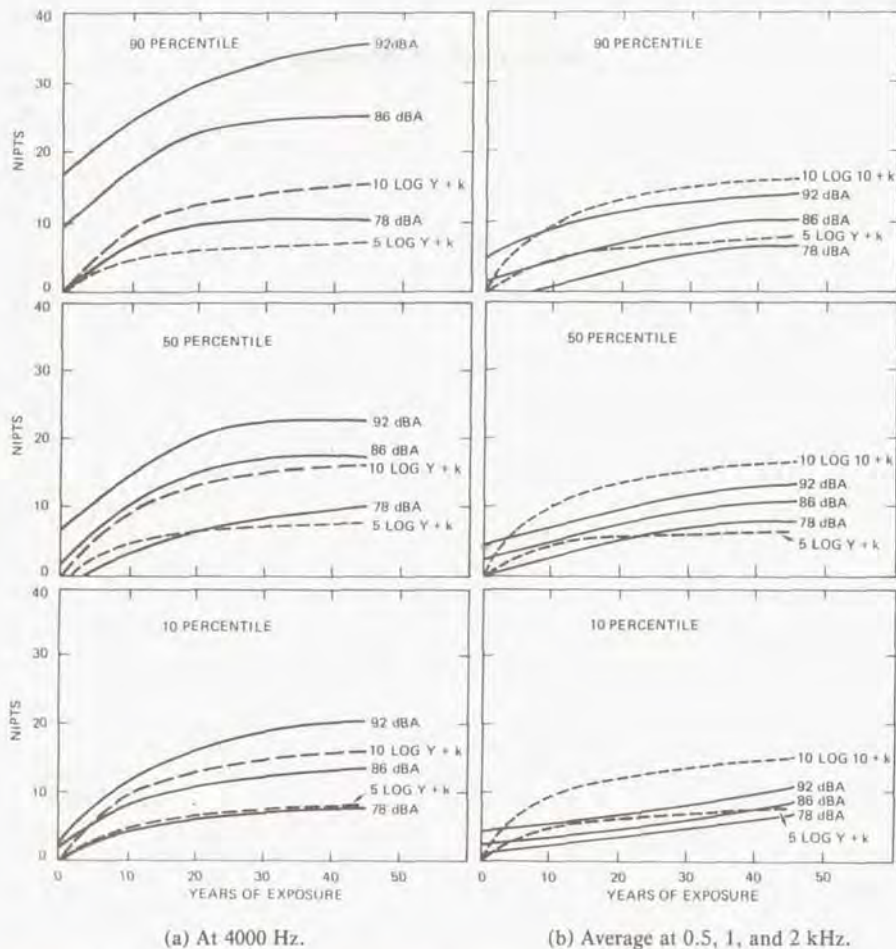 40
90 PERCENTILE
92dBA
30
86 dBA
NIPTS
20
10 LOG Y + k
10
78 dBA
5 LOG Y + k
0
90 PERCENTILE
10 LOG 10 + k
92 dBA
86 dBA
5 LOG Y + k
78 dBA
40
50 PERCENTILE
30
92 dBA
20
86 dBA
10 LOG Y + k
10
78 dBA
5 LOG Y + k
0
50 PERCENTILE
10 LOG 10 + k
92 dBA
86 dBA
78 dBA
5 LOG Y + k
0
40
10 PERCENTILE
30
NIPTS
20
92 dBA
10 LOG Y + k
86 dBA
10
5 LOG Y + k
78 dBA
0
0 10 20 30 40 50
YEARS OF EXPOSURE
10 PERCENTILE
10 LOG 10 + k
92 dBA
86 dBA
78 dBA
5 LOG Y + k
0 10 20 30 40 50
YEARS OF EXPOSURE
(a) At 4000 Hz.
(b) Average at 0.5, 1, and 2 kHz.